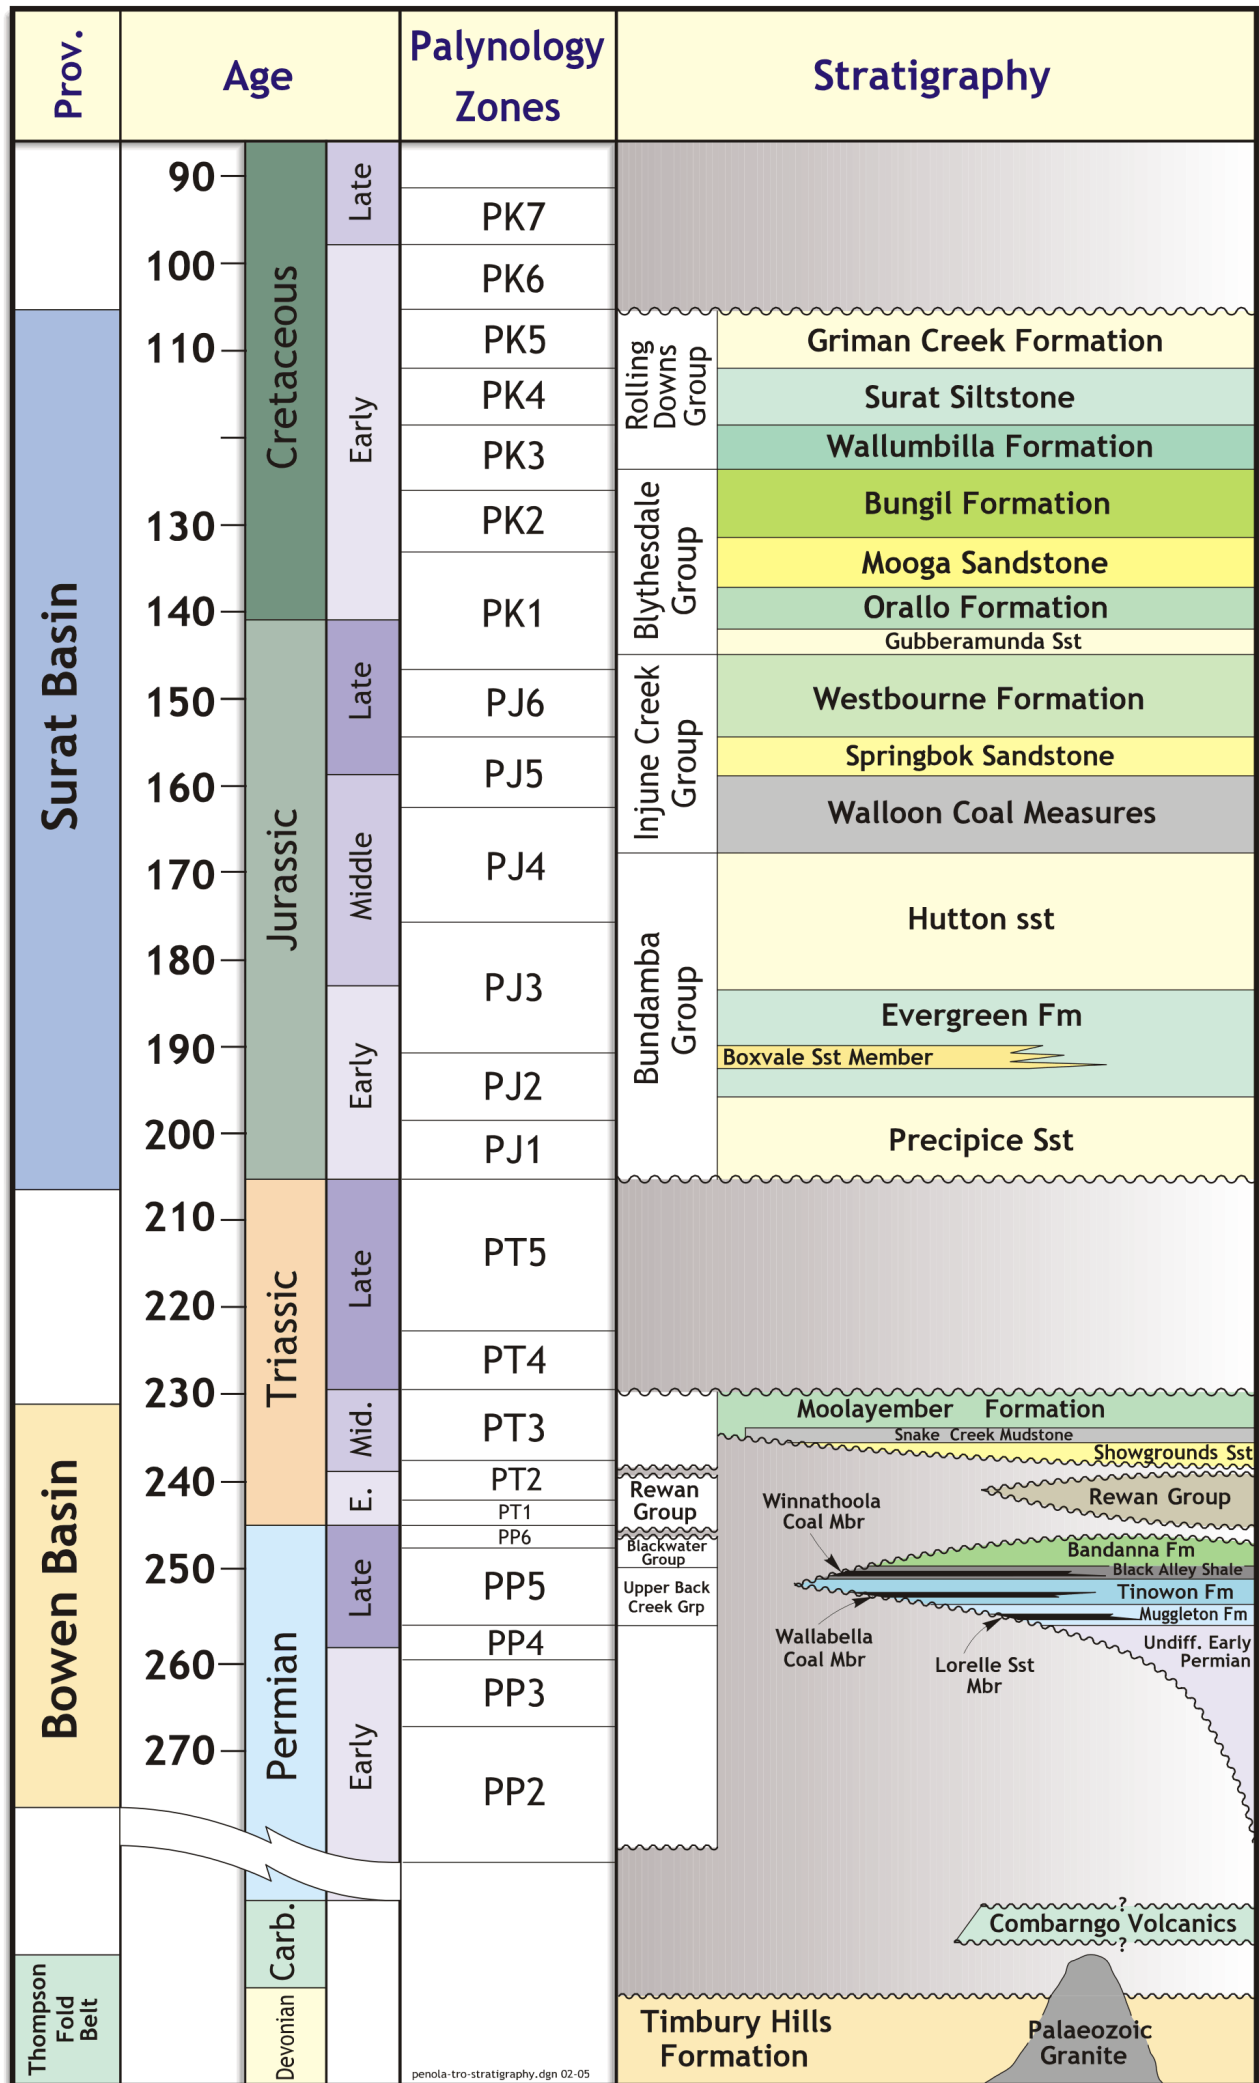 Prov.
Age
Palynology
Zones
Stratigraphy
Surat Basin
Bowen Basin
Thompson
Fold
Belt
90
100
110
130
140
150
160
170
180
190
200
210
220
230
240
250
260
270
Cretaceous
Jurassic
Triassic
Permian
Carb.
Devonian
Late
Early
Late
Middle
Early
Late
Mid.
E.
Late
Early
PK7
PK6
PK5
PK4
PK3
PK2
PK1
PJ6
PJ5
PJ4
PJ3
PJ2
PJ1
PT5
PT4
PT3
PT2
PT1
PP6
PP5
PP4
PP3
PP2
penola-tro-stratigraphy.dgn 02-05
Rolling
Downs
Group
Blythesdale
Group
Injune Creek
Group
Bundamba
Group
Rewan
Group
Blackwater
Group
Upper Back
Creek Grp
Griman Creek Formation
Surat Siltstone
Wallumbilla Formation
Bungil Formation
Mooga Sandstone
Orallo Formation
Gubberamunda Sst
Westbourne Formation
Springbok Sandstone
Walloon Coal Measures
Hutton sst
Evergreen Fm
Boxvale Sst Member
Precipice Sst
Moolayember Formation
Snake Creek Mudstone
Showgrounds Sst
Rewan Group
Winnathoola
Coal Mbr
Bandanna Fm
Black Alley Shale
Tinowon Fm
Muggleton Fm
Wallabella
Coal Mbr
Lorelle Sst
Mbr
Undiff. Early
Permian
?
Combarngo Volcanics
?
Timbury Hills
Formation
Palaeozoic
Granite